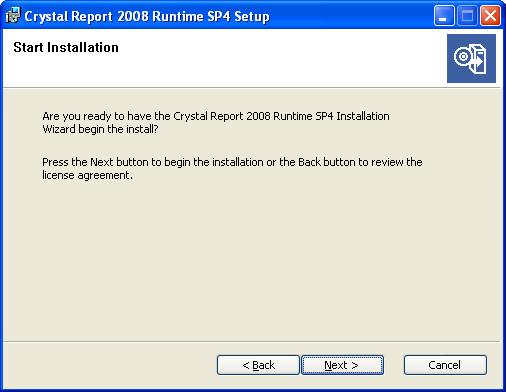 Crystal Report 2008 Runtime SP4 Setup
Start Installation
Are you ready to have the Crystal Report 2008 Runtime SP4 Installation
Wizard begin the install?
Press the Next button to begin the installation or the Back button to review the
license agreement.
< Back
Next >
Cancel